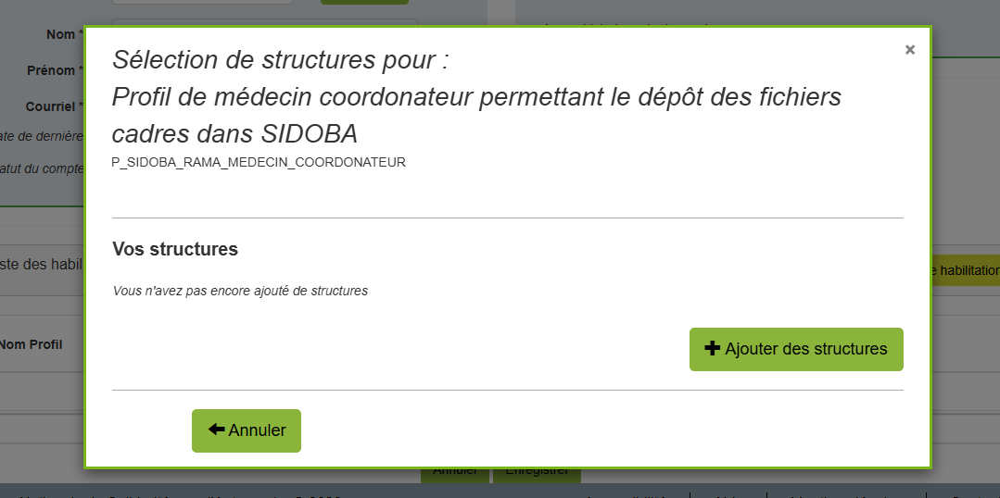 Nom *
Prénom *
Courriel *
ate de dernière
atut du compte
ste des habil
e habilitation
Nom Profil
×
Sélection de structures pour :
Profil de médecin coordonateur permettant le dépôt des fichiers
cadres dans SIDOBA
P_SIDOBA_RAMA_MEDECIN_COORDONATEUR
Vos structures
Vous n'avez pas encore ajouté de structures
Ajouter des structures
Annuler
Annuler
Enregistrer